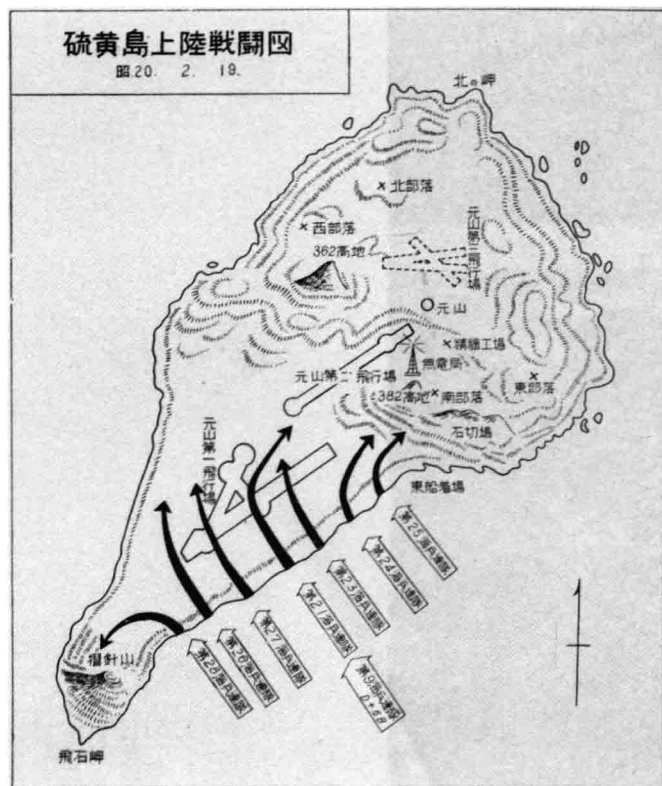 硫黄島上陸戦闘図
昭20. 2. 19.
北の岬
×北部落
×西部落
362高地
元山第三飛行場
元山
×精糖工場
無電局
元山第二飛行場
×東部落
382高地
×南部落
石切場
元山第一飛行場
東船着場
第25海兵連隊
第24海兵連隊
第23海兵連隊
第21海兵連隊
第27海兵連隊
第26海兵連隊
第28海兵連隊
第9海兵連隊
D+5日
摺針山
飛石岬